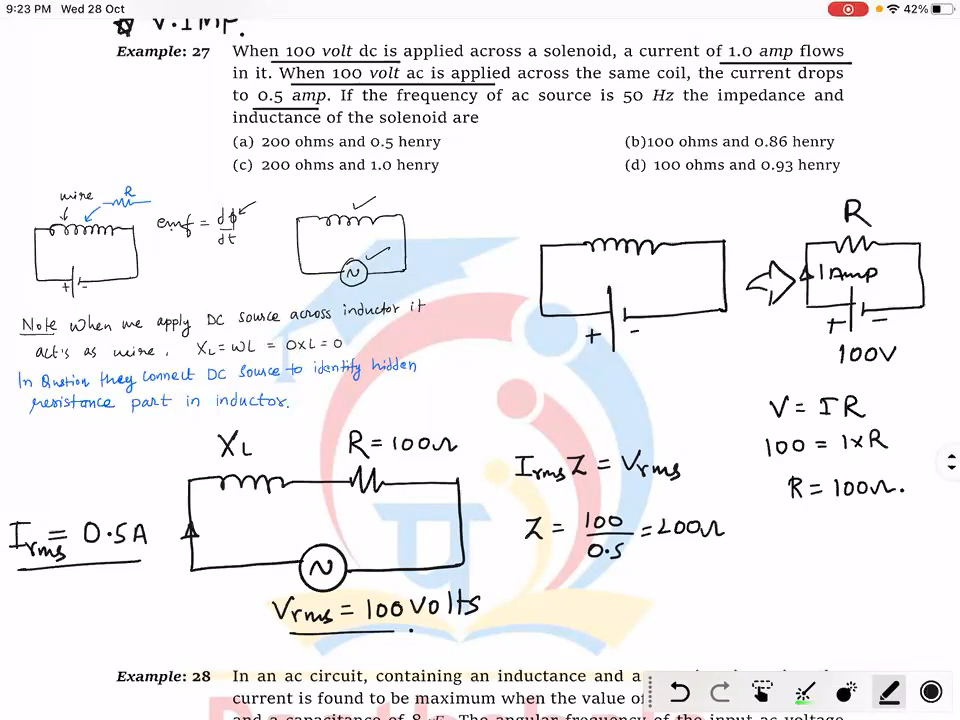 9:23 PM Wed 28 Oct
42%
V. IMP.
Example: 27 When 100 volt dc is applied across a solenoid, a current of 1.0 amp flows
in it. When 100 volt ac is applied across the same coil, the current drops
to 0.5 amp. If the frequency of ac source is 50 Hz the impedance and
inductance of the solenoid are
(a) 200 ohms and 0.5 henry
(b)100 ohms and 0.86 henry
(c) 200 ohms and 1.0 henry
(d) 100 ohms and 0.93 henry
wire
R
+ -
emf = dϕ/dt
~
+ -
R
1 Amp
+ -
100V
Note When we apply DC source across inductor it
act's as wire. XL = ωL = 0xL = 0
In Qustion they connect DC source to identify hidden
resistance part in inductor.
V = IR
100 = 1xR
R = 100Ω.
XL R = 100Ω
Irms = 0.5A
~
Vrms = 100 Volts
Irms Z = Vrms
Z = 100/0.5 = 200Ω
Example: 28 In an ac circuit, containing an inductance and a
current is found to be maximum when the value of